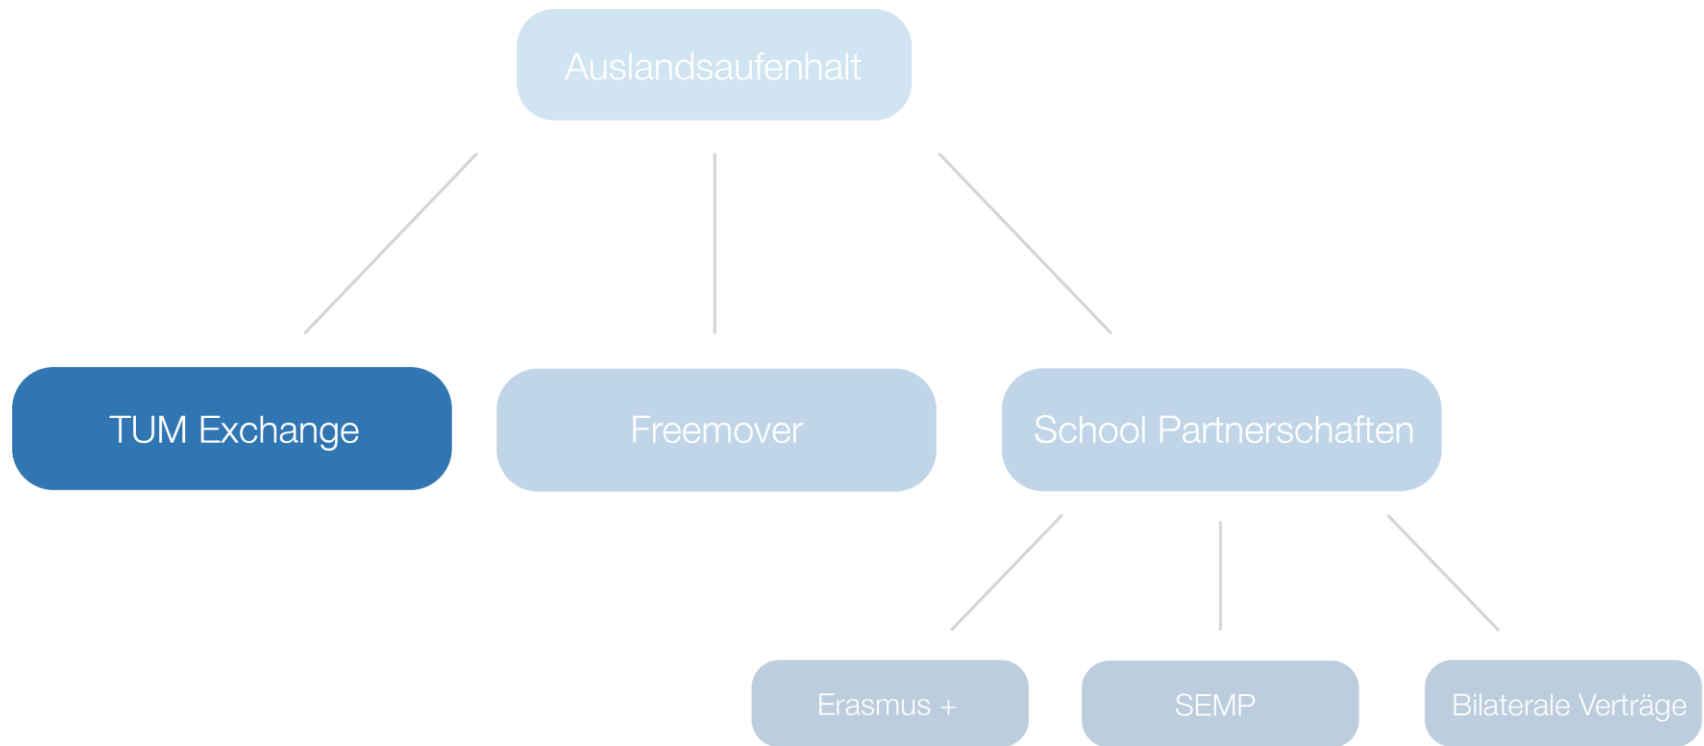 Auslandsaufenhalt
TUM Exchange
Freemover
School Partnerschaften
Erasmus +
SEMP
Bilaterale Verträge